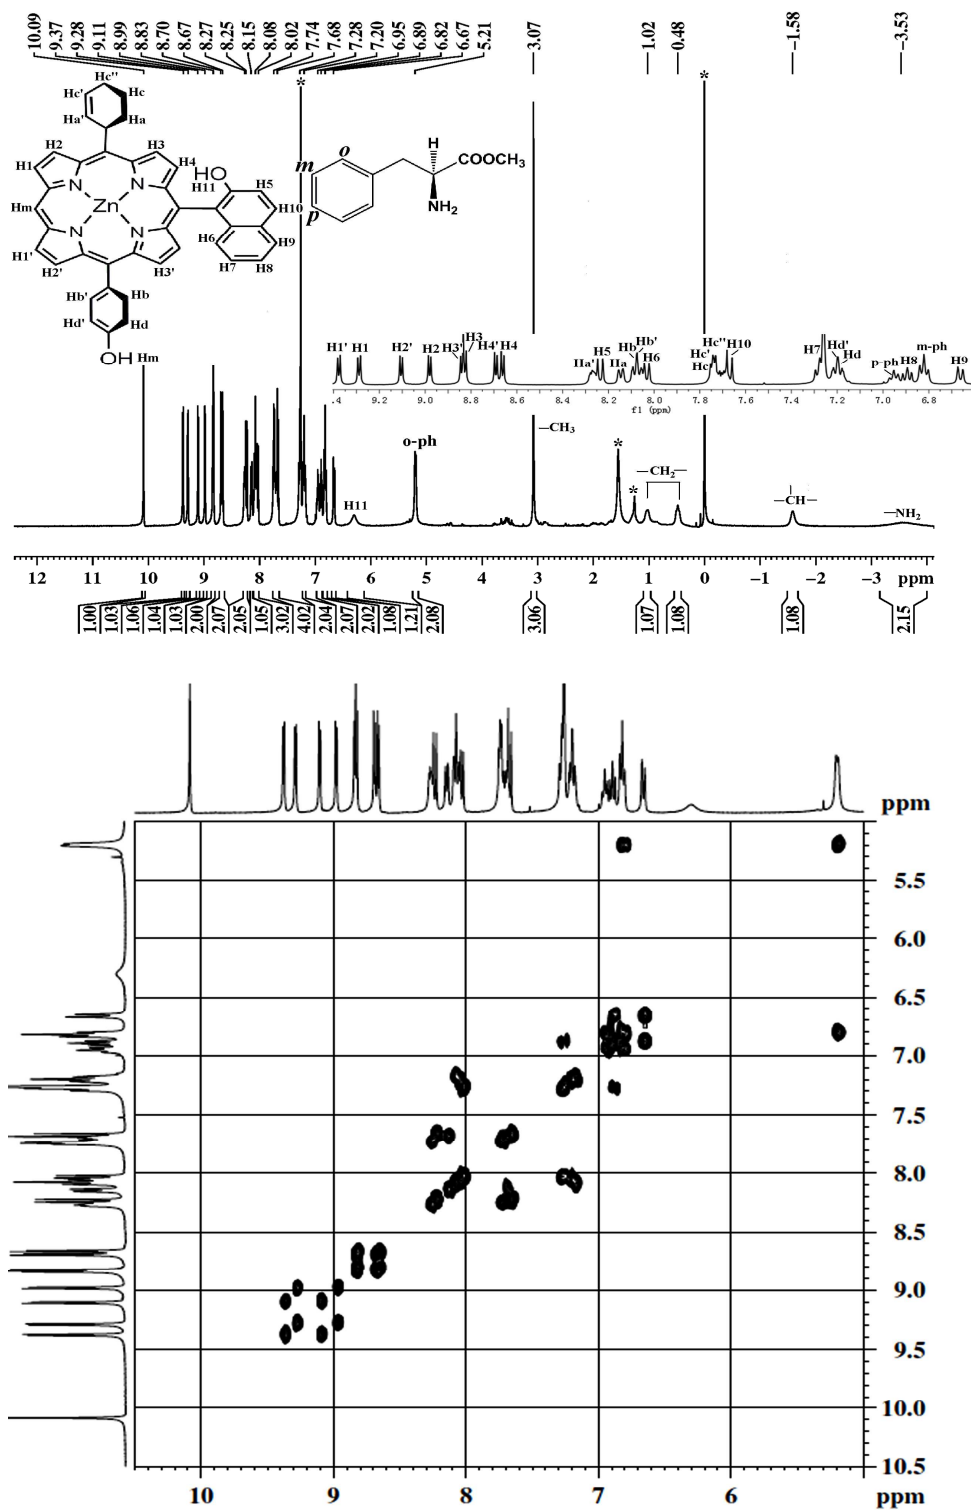 10.09 9.37 9.28 9.11 8.99 8.83 8.70 8.67 8.27 8.25 8.15 8.08 8.02 7.74 7.68 7.28 7.20 6.95 6.89 6.82 6.67 5.21 3.07 1.02 0.48 −1.58 −3.53
* *
Hc''
Hc' Hc
Ha' Ha
H2 H3
H1 H4
HO
H11 H5
N N
Hm Zn H10
N N
H6 H9
H1' H7 H8
H2' H3'
Hb' Hb
Hd' Hd
OH
m o
p
H
COOCH₃
NH₂
H1' H1 H2' H2 H3' H3 H4' H4 Ha' H5 Ha Hb' Hb' H6 Hc' Hc Hc'' H10 H7 Hd' Hd p-ph H8 m-ph H9
.4 9.2 9.0 8.8 8.6 8.4 8.2 8.0 7.8 7.6 7.4 7.2 7.0 6.8
f1 (ppm)
Hm
H11
o-ph
—CH₃
* *
—CH₂—
—CH—
—NH₂
12 11 10 9 8 7 6 5 4 3 2 1 0 −1 −2 −3 ppm
1.00 1.03 1.06 1.04 1.03 2.00 2.07 2.05 1.05 3.02 4.02 2.04 2.07 2.02 1.08 1.21 2.08 3.06 1.07 1.08 1.08 2.15
ppm
5.5
6.0
6.5
7.0
7.5
8.0
8.5
9.0
9.5
10.0
10.5
10 9 8 7 6 ppm